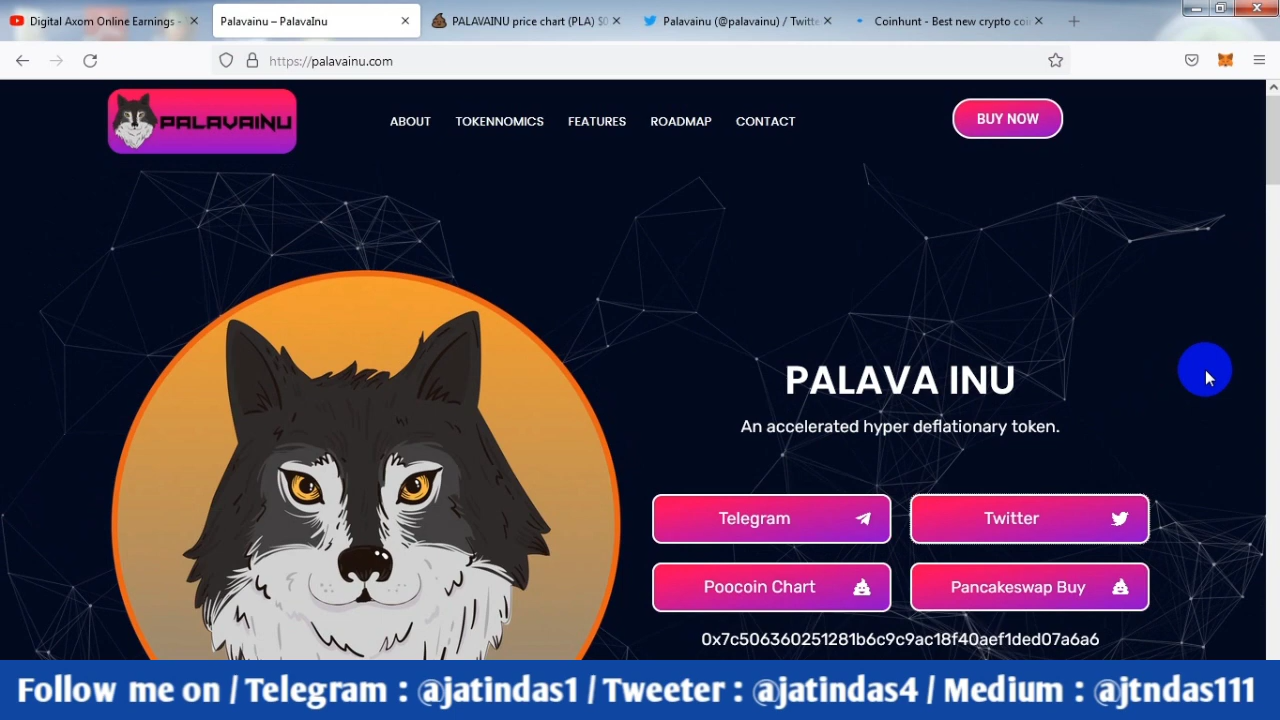 Digital Axom Online Earnings -
Palavainu – PalavaInu
PALAVAINU price chart (PLA) $0
Palavainu (@palavainu) / Twitte
Coinhunt - Best new crypto coi
https://palavainu.com
PALAVAINU
ABOUT
TOKENNOMICS
FEATURES
ROADMAP
CONTACT
BUY NOW
PALAVA INU
An accelerated hyper deflationary token.
Telegram
Twitter
Poocoin Chart
Pancakeswap Buy
0x7c506360251281b6c9c9ac18f40aef1ded07a6a6
Follow me on / Telegram : @jatindas1 / Tweeter : @jatindas4 / Medium : @jtndas111